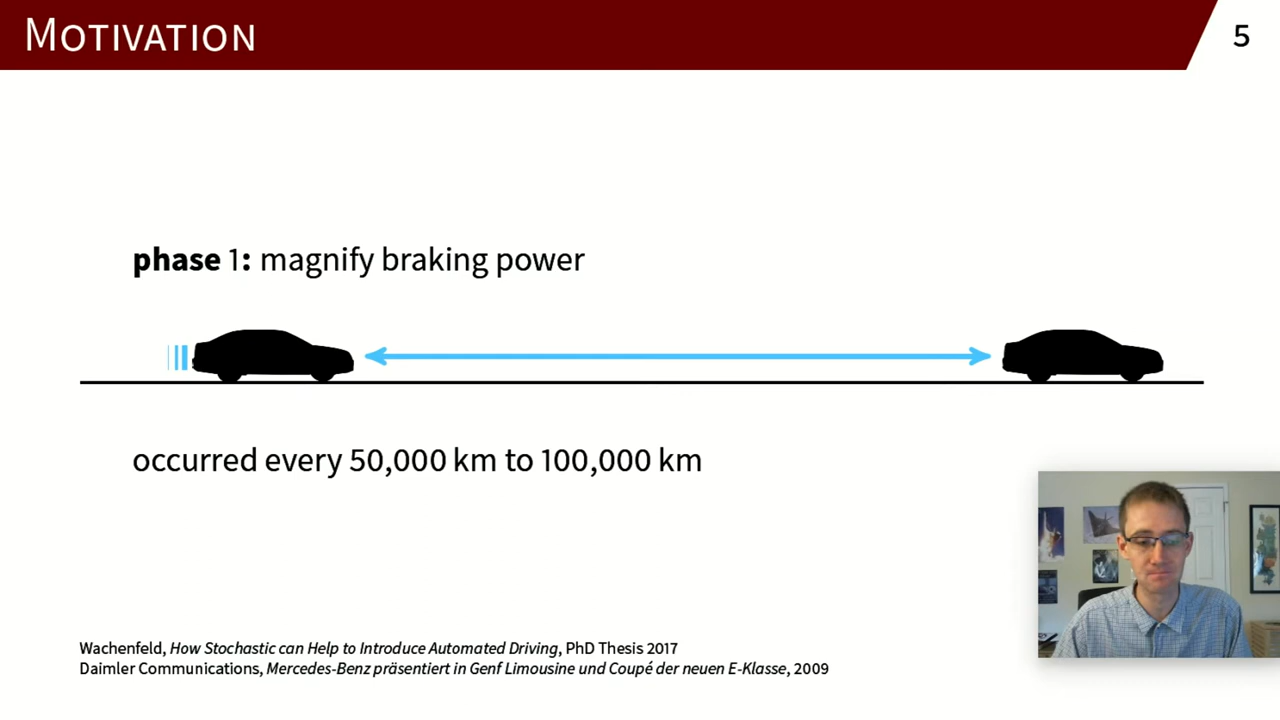 MOTIVATION
5
phase 1: magnify braking power
occurred every 50,000 km to 100,000 km
Wachenfeld, How Stochastic can Help to Introduce Automated Driving, PhD Thesis 2017
Daimler Communications, Mercedes-Benz präsentiert in Genf Limousine und Coupé der neuen E-Klasse, 2009